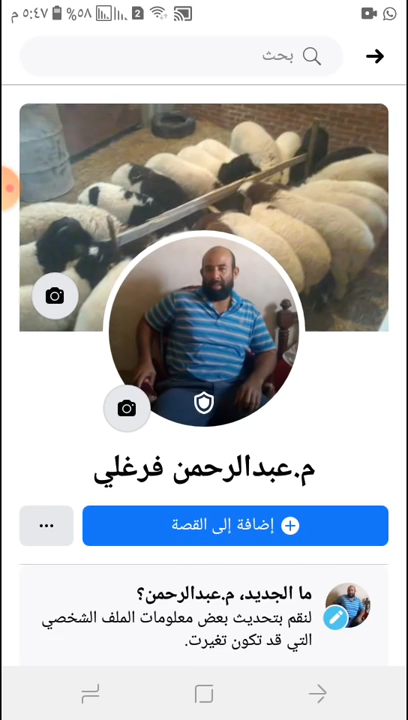 ٥:٤٧ م ٥٨% 2
بحث
م.عبدالرحمن فرغلي
إضافة إلى القصة
ما الجديد، م.عبدالرحمن؟
لنقم بتحديث بعض معلومات الملف الشخصي
التي قد تكون تغيرت.